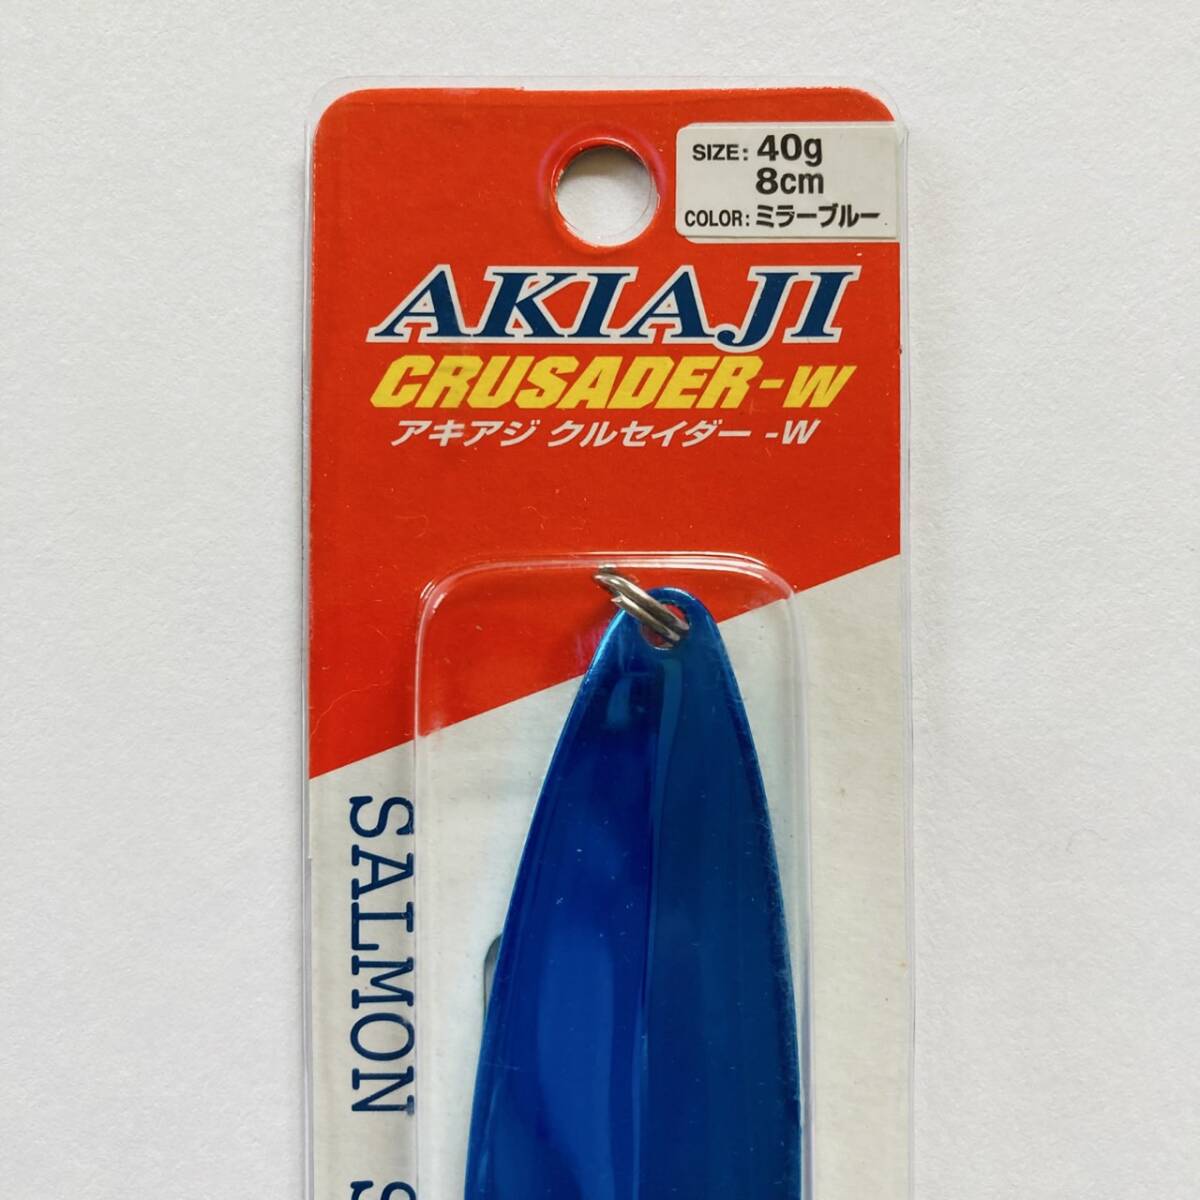 SIZE: 40g
8cm
COLOR: ミラーブルー
AKIAJI
CRUSADER-W
アキアジ クルセイダー -W
SALMON